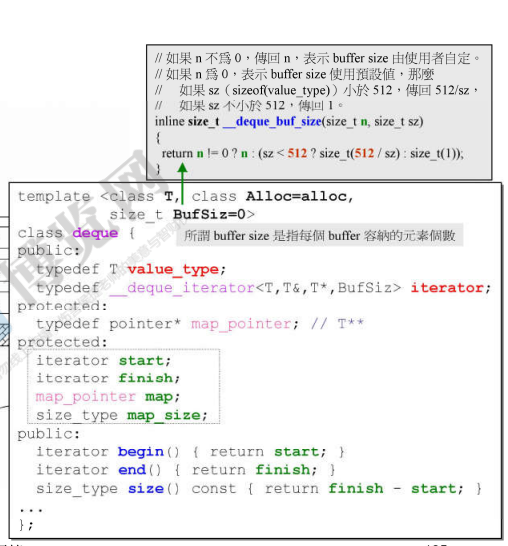 // 如果 n 不為 0，傳回 n，表示 buffer size 由使用者自定。
// 如果 n 為 0，表示 buffer size 使用預設值，那麼
//   如果 sz（sizeof(value_type)）小於 512，傳回 512/sz，
//   如果 sz 不小於 512，傳回 1。
inline size_t __deque_buf_size(size_t n, size_t sz)
{
  return n != 0 ? n : (sz < 512 ? size_t(512 / sz) : size_t(1));
}
template <class T, class Alloc=alloc,
          size_t BufSiz=0>
class deque {
所謂 buffer size 是指每個 buffer 容納的元素個數
public:
  typedef T value_type;
  typedef __deque_iterator<T,T&,T*,BufSiz> iterator;
protected:
  typedef pointer* map_pointer; // T**
protected:
  iterator start;
  iterator finish;
  map_pointer map;
  size_type map_size;
public:
  iterator begin() { return start; }
  iterator end() { return finish; }
  size_type size() const { return finish - start; }
...
};
博览网